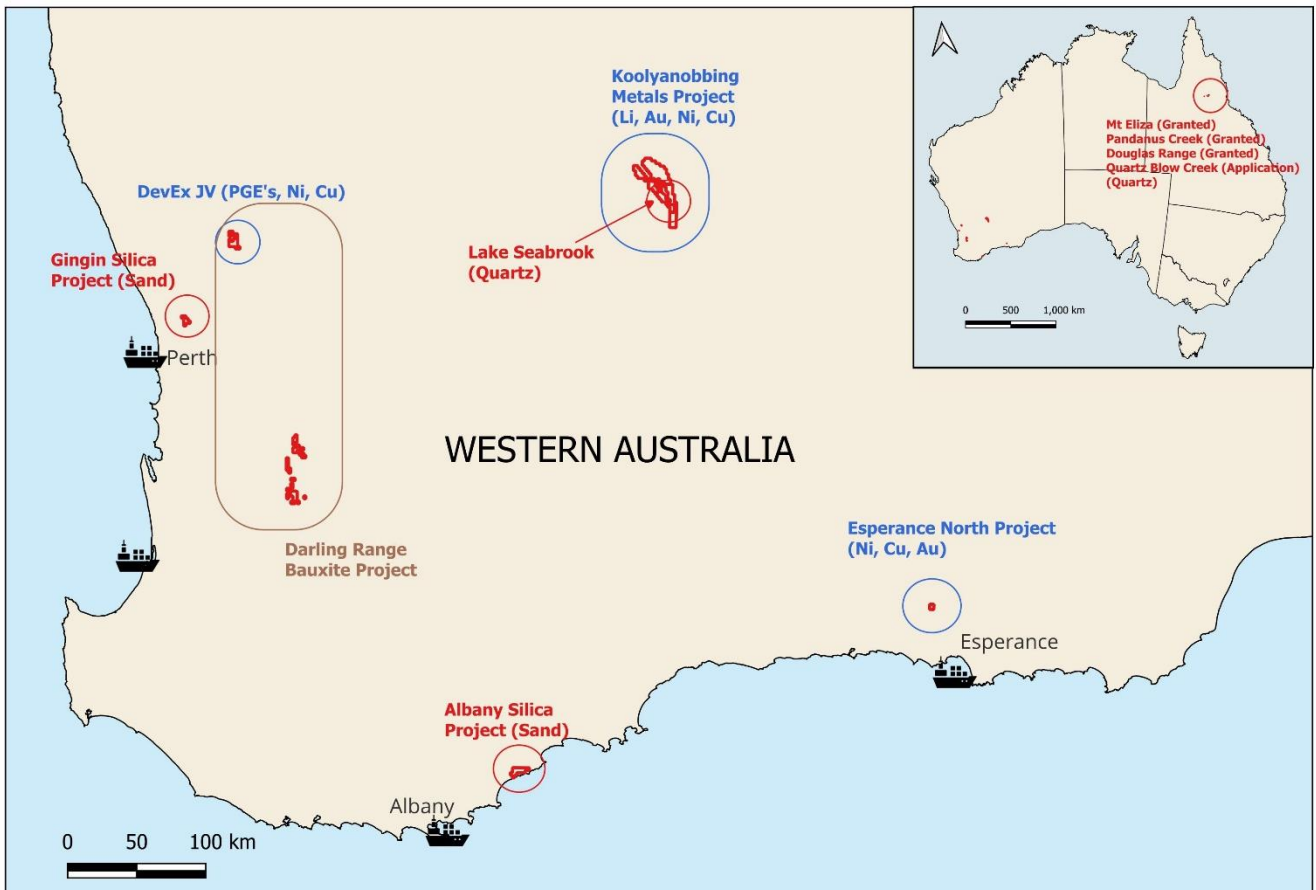 Koolyanobbing
Metals Project
(Li, Au, Ni, Cu)
DevEx JV (PGE's, Ni, Cu)
Gingin Silica
Project (Sand)
Lake Seabrook
(Quartz)
Perth
WESTERN AUSTRALIA
Darling Range
Bauxite Project
Esperance North Project
(Ni, Cu, Au)
Esperance
Albany Silica
Project (Sand)
Albany
0 50 100 km
Mt Eliza (Granted)
Pandanus Creek (Granted)
Douglas Range (Granted)
Quartz Blow Creek (Application)
(Quartz)
0 500 1,000 km